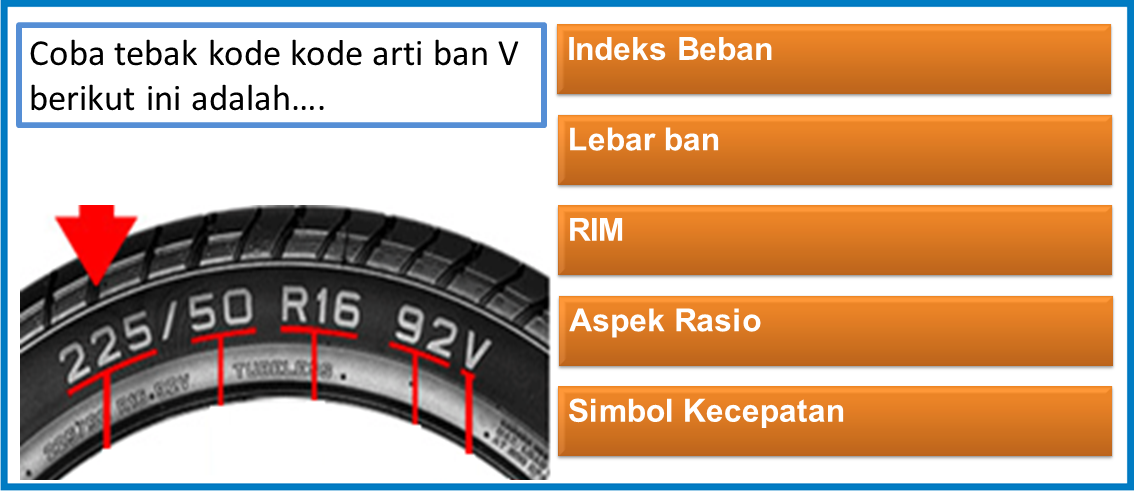 Coba tebak kode kode arti ban V
berikut ini adalah....
Indeks Beban
Lebar ban
RIM
Aspek Rasio
Simbol Kecepatan
225/50 R16 92V
TUBELESS